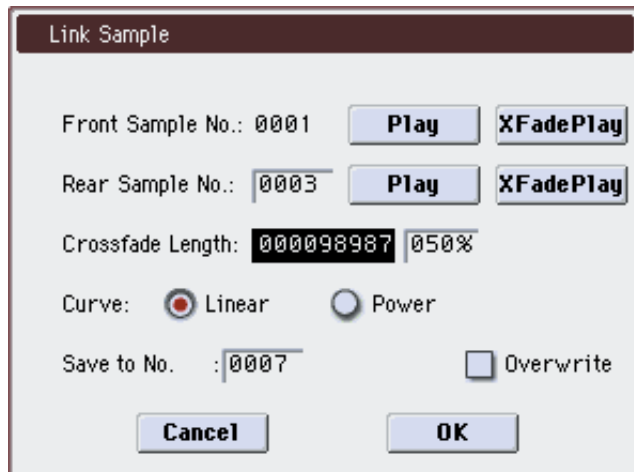 Link Sample
Front Sample No.: 0001 Play XFadePlay
Rear Sample No.: 0003 Play XFadePlay
Crossfade Length: 000098987 050%
Curve: Linear Power
Save to No. :0007 Overwrite
Cancel OK